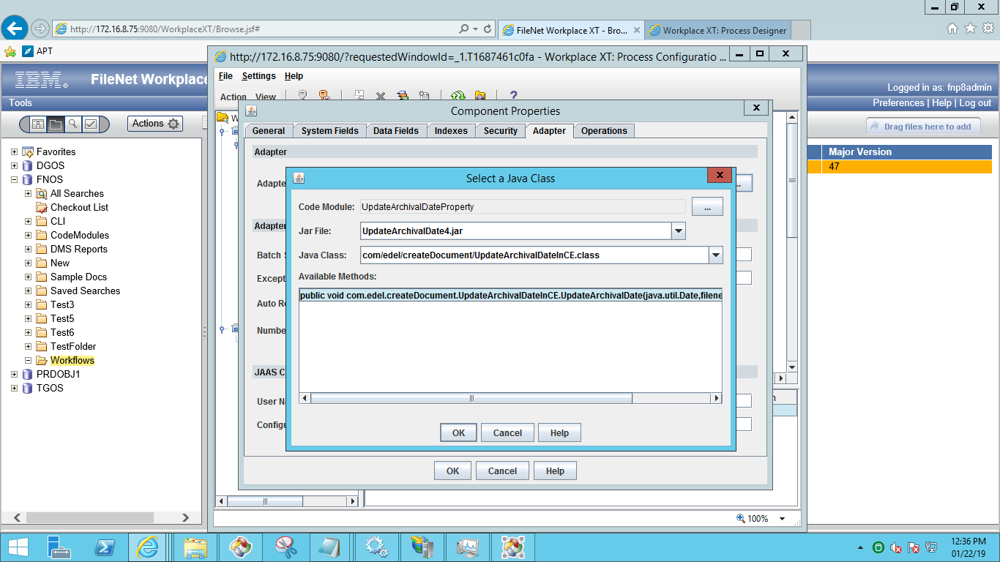 http://172.16.8.75:9080/WorkplaceXT/Browse.jsf#
FileNet Workplace XT - Bro...
Workplace XT: Process Designer
APT
http://172.16.8.75:9080/?requestedWindowId=_1.T1687461c0fa - Workplace XT: Process Configuratio ...
IBM.
FileNet Workplace
File Settings Help
Logged in as: fnp8admin
Action View
Tools
Preferences | Help | Log out
Component Properties
Actions
Drag files here to add
General System Fields Data Fields Indexes Security Adapter Operations
Favorites
DGOS
FNOS
All Searches
Checkout List
CLI
CodeModules
DMS Reports
New
Sample Docs
Saved Searches
Test3
Test5
Test6
TestFolder
Workflows
PRDOBJ1
TGOS
Major Version
47
Adapter
Adapte
...
Adapter
Batch S
Except
Auto Re
Numbe
JAAS C
User Na
Configu
Select a Java Class
Code Module: UpdateArchivalDateProperty ...
Jar File: UpdateArchivalDate4.jar
Java Class: com/edel/createDocument/UpdateArchivalDateInCE.class
Available Methods:
public void com.edel.createDocument.UpdateArchivalDateInCE.UpdateArchivalDate(java.util.Date,filene
OK Cancel Help
OK Cancel Help
100%
12:36 PM
01/22/19